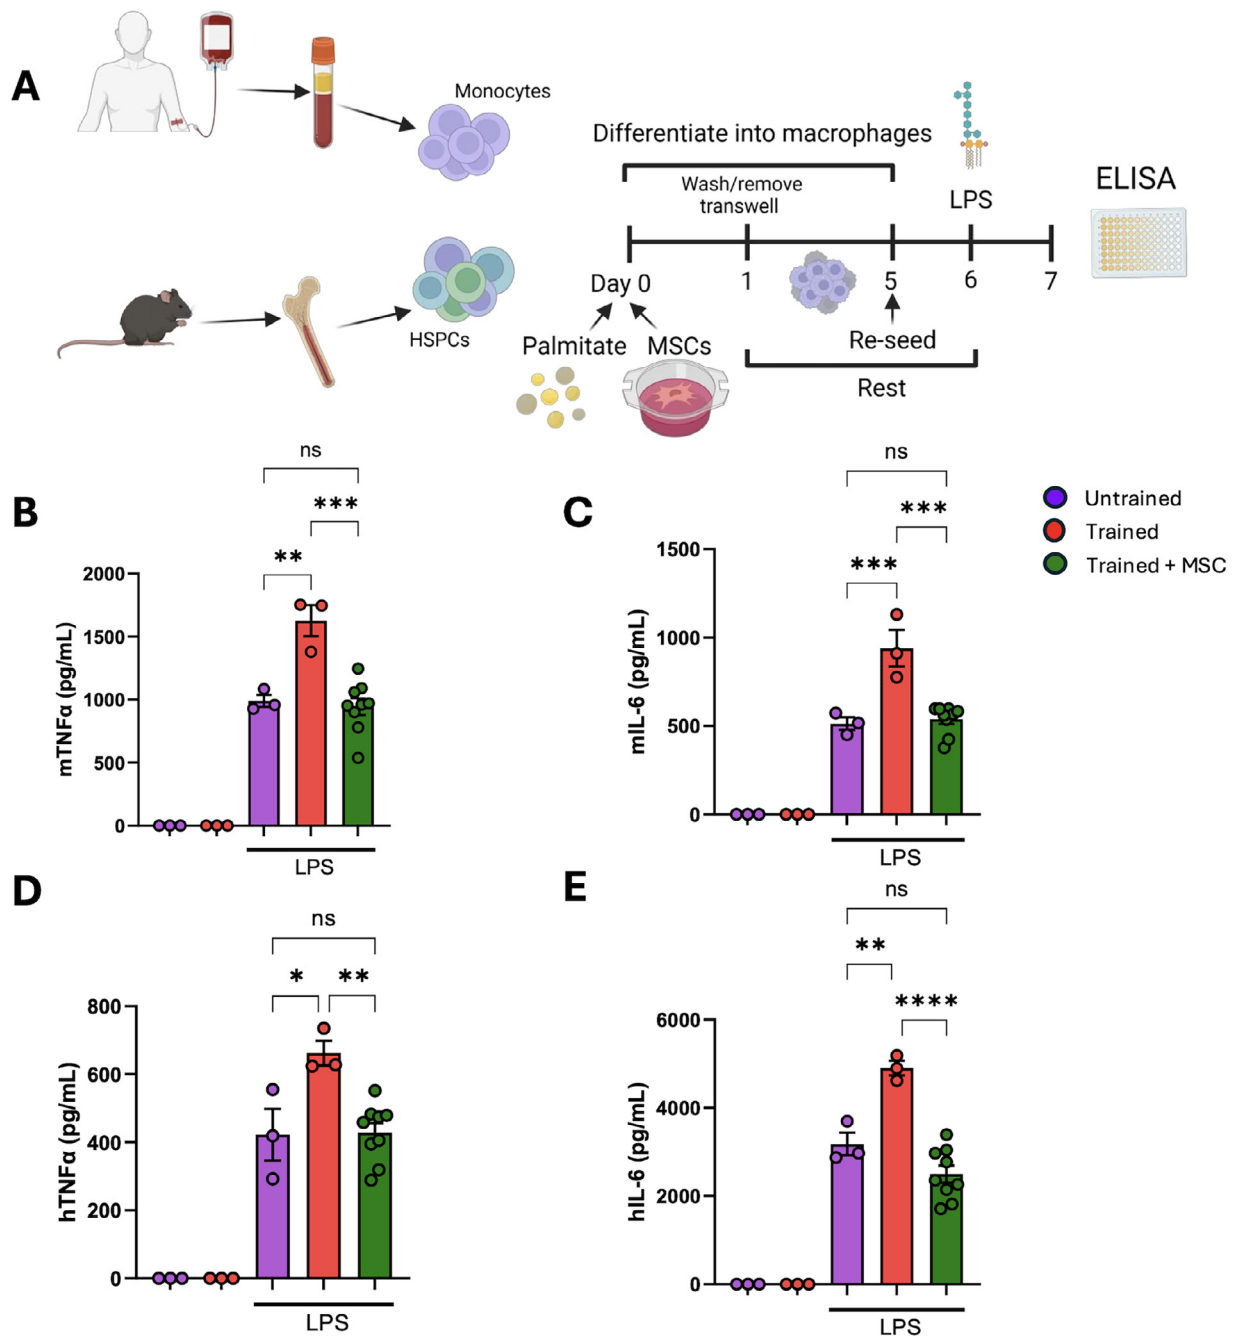 A
Monocytes
HSPCs
Differentiate into macrophages
Wash/remove
transwell
LPS
ELISA
Day 0
1
5
6
7
Palmitate
MSCs
Re-seed
Rest
B
ns
***
**
mTNFα (pg/mL)
2000
1500
1000
500
0
LPS
C
ns
***
***
mIL-6 (pg/mL)
1500
1000
500
0
LPS
Untrained
Trained
Trained + MSC
D
ns
*
**
hTNFα (pg/mL)
800
600
400
200
0
LPS
E
ns
**
****
hIL-6 (pg/mL)
6000
4000
2000
0
LPS